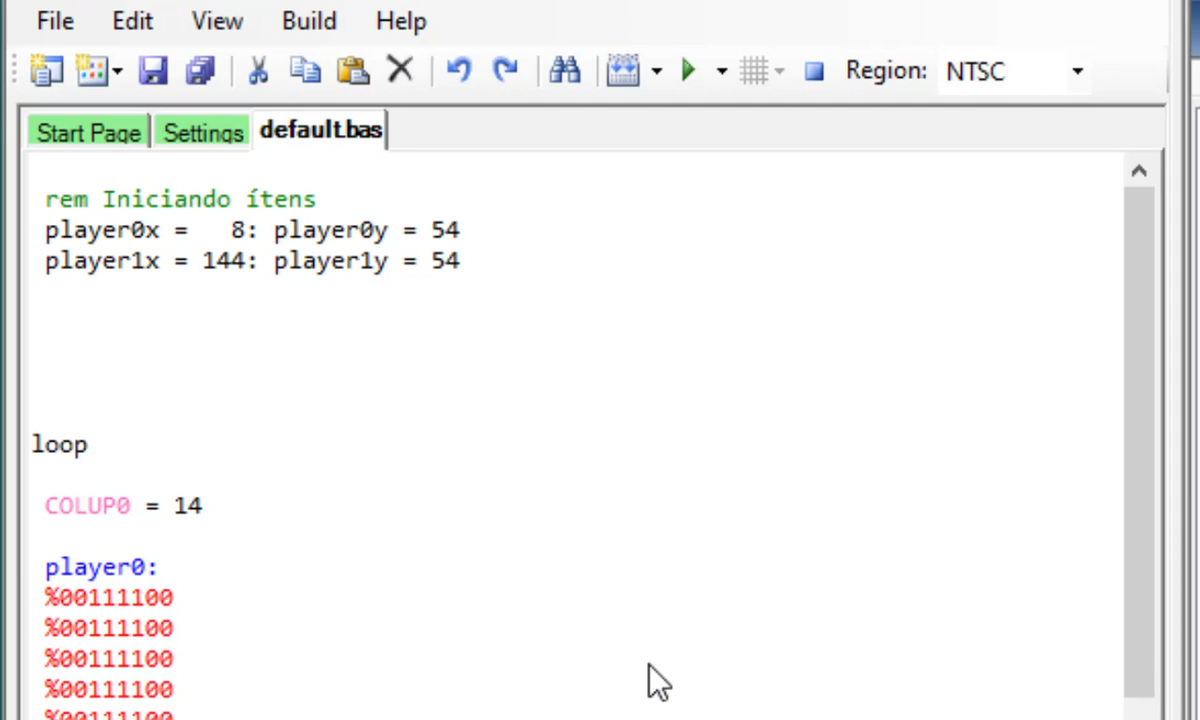 File Edit View Build Help
Region: NTSC
Start Page Settings default.bas
rem Iniciando ítens
player0x =   8: player0y = 54
player1x = 144: player1y = 54
loop
COLUP0 = 14
player0:
%00111100
%00111100
%00111100
%00111100
%00111100